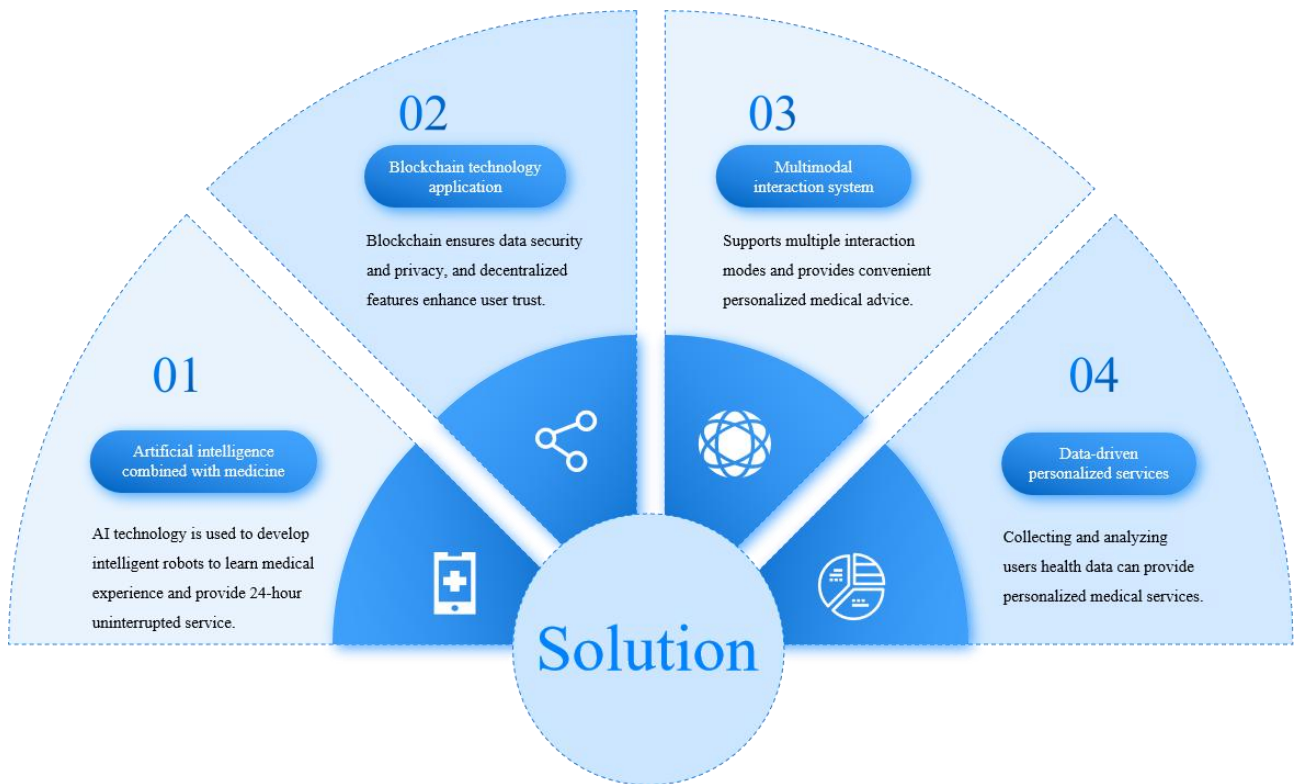 01
Artificial intelligence
combined with medicine
AI technology is used to develop
intelligent robots to learn medical
experience and provide 24-hour
uninterrupted service.
02
Blockchain technology
application
Blockchain ensures data security
and privacy, and decentralized
features enhance user trust.
03
Multimodal
interaction system
Supports multiple interaction
modes and provides convenient
personalized medical advice.
04
Data-driven
personalized services
Collecting and analyzing
users health data can provide
personalized medical services.
Solution